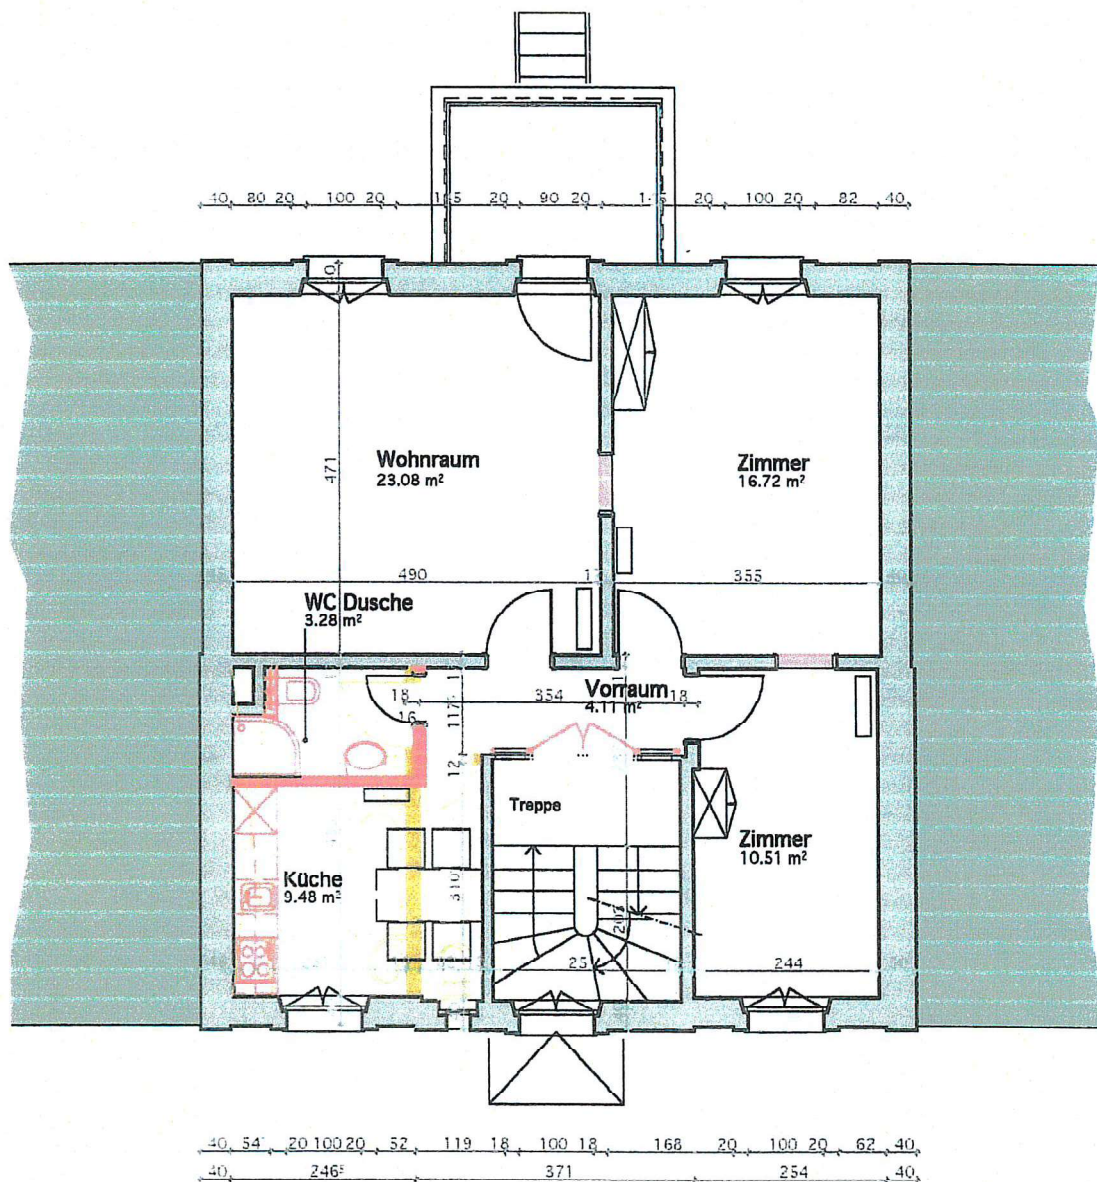 40 80 20 100 20 20 90 20 20 100 20 82 40
471
Wohnraum
23.08 m²
Zimmer
16.72 m²
490
355
WC Dusche
3.28 m²
18
354
18
Vorraum
4.11 m²
16
117
12
Treppe
Zimmer
10.51 m²
Küche
9.48 m²
310
25
244
40 54 20 100 20 52 119 18 100 18 168 20 100 20 62 40
40 246⁵ 371 254 40